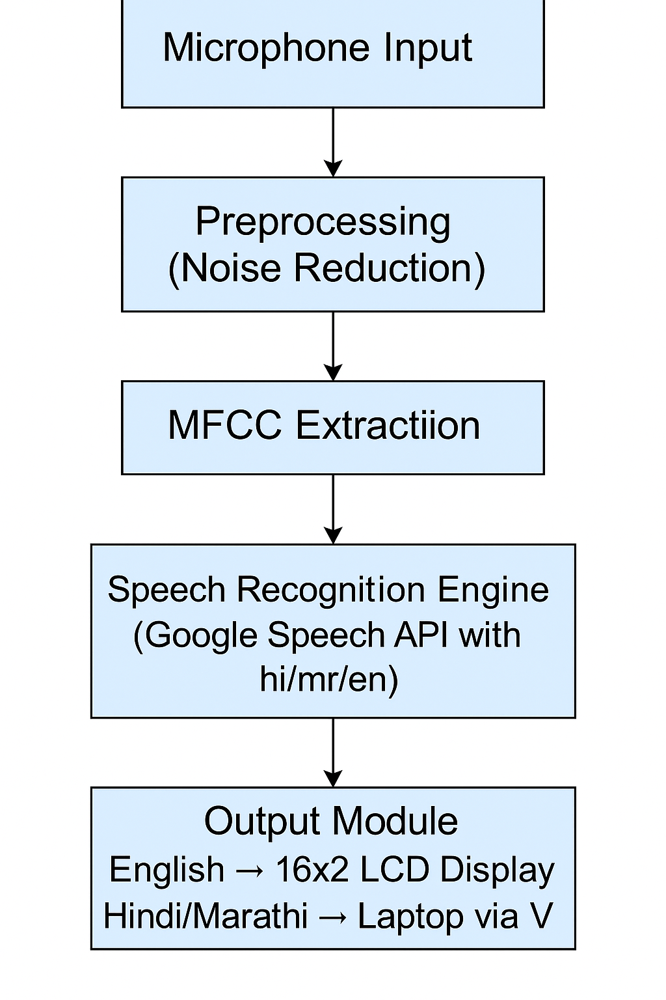 Microphone Input
Preprocessing
(Noise Reduction)
MFCC Extractiion
Speech Recognition Engine
(Google Speech API with
hi/mr/en)
Output Module
English → 16x2 LCD Display
Hindi/Marathi → Laptop via V